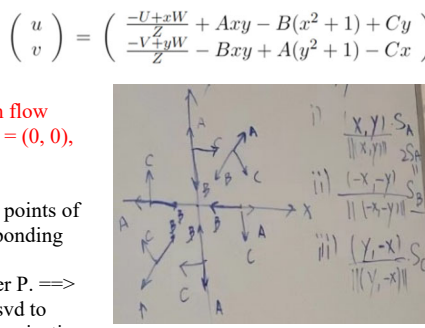 ( u v ) = ( (-U+xW)/Z + Axy − B(x² + 1) + Cy
(-V+yW)/Z − Bxy + A(y² + 1) − Cx )
n flow
= (0, 0),
points of
ponding
er P. ==>
svd to
A
A
C
C
B
B
C
A
B
B
X
A
B
B
C
C
A
i) (x,y)/||(x,y)|| · S_A
ii) (-x,-y)/||(-x,-y)|| S_B
iii) (y,-x)/||(y,-x)||